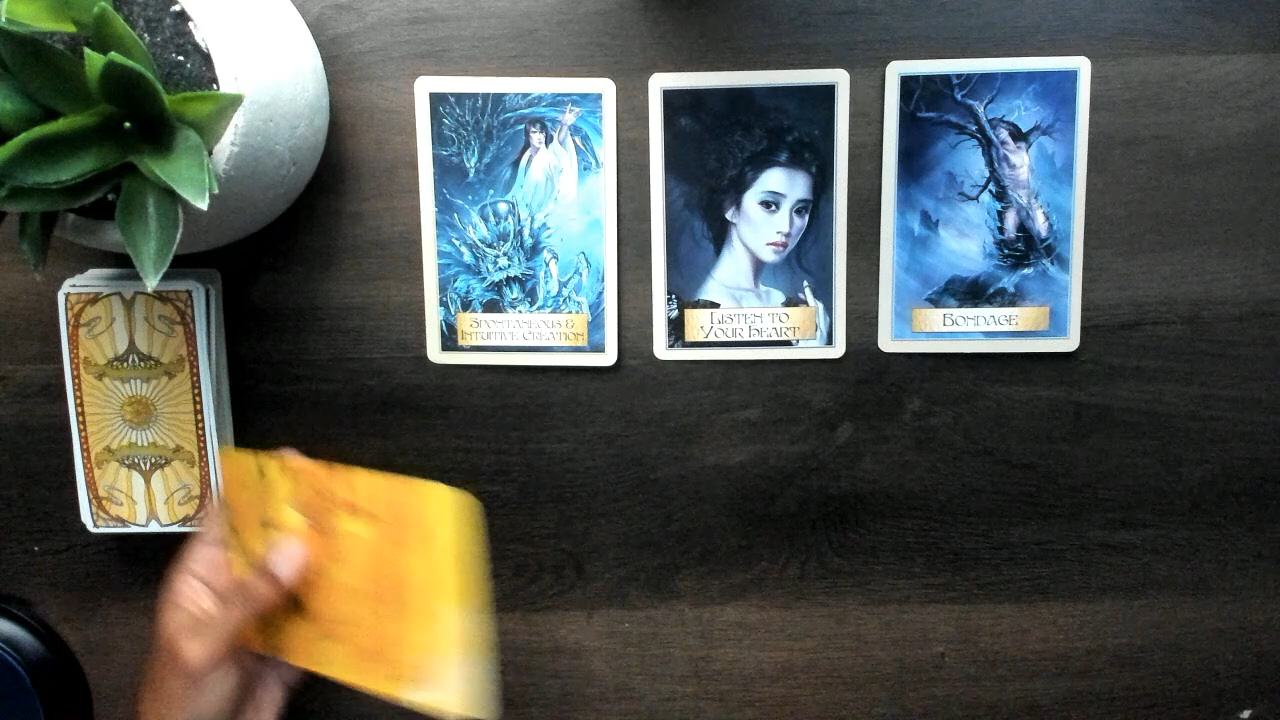 SPONTANEOUS &
INTUITIVE CREATION
LISTEN TO
YOUR HEART
BONDAGE